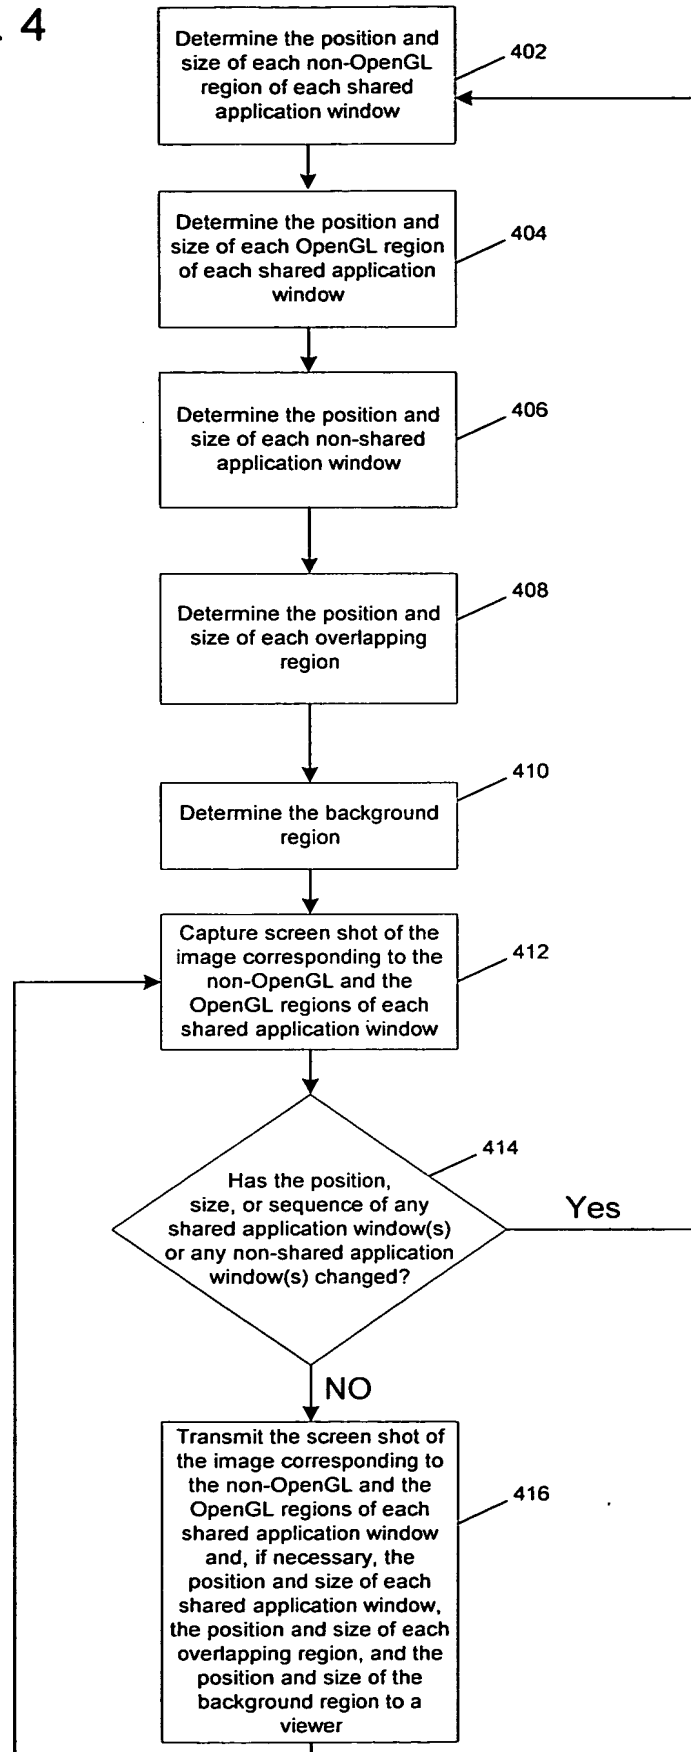 . 4
Determine the position and
size of each non-OpenGL
region of each shared
application window
402
Determine the position and
size of each OpenGL region
of each shared application
window
404
Determine the position and
size of each non-shared
application window
406
Determine the position and
size of each overlapping
region
408
Determine the background
region
410
Capture screen shot of the
image corresponding to the
non-OpenGL and the
OpenGL regions of each
shared application window
412
Has the position,
size, or sequence of any
shared application window(s)
or any non-shared application
window(s) changed?
414
Yes
NO
Transmit the screen shot of
the image corresponding to
the non-OpenGL and the
OpenGL regions of each
shared application window
and, if necessary, the
position and size of each
shared application window,
the position and size of each
overlapping region, and the
position and size of the
background region to a
viewer
416